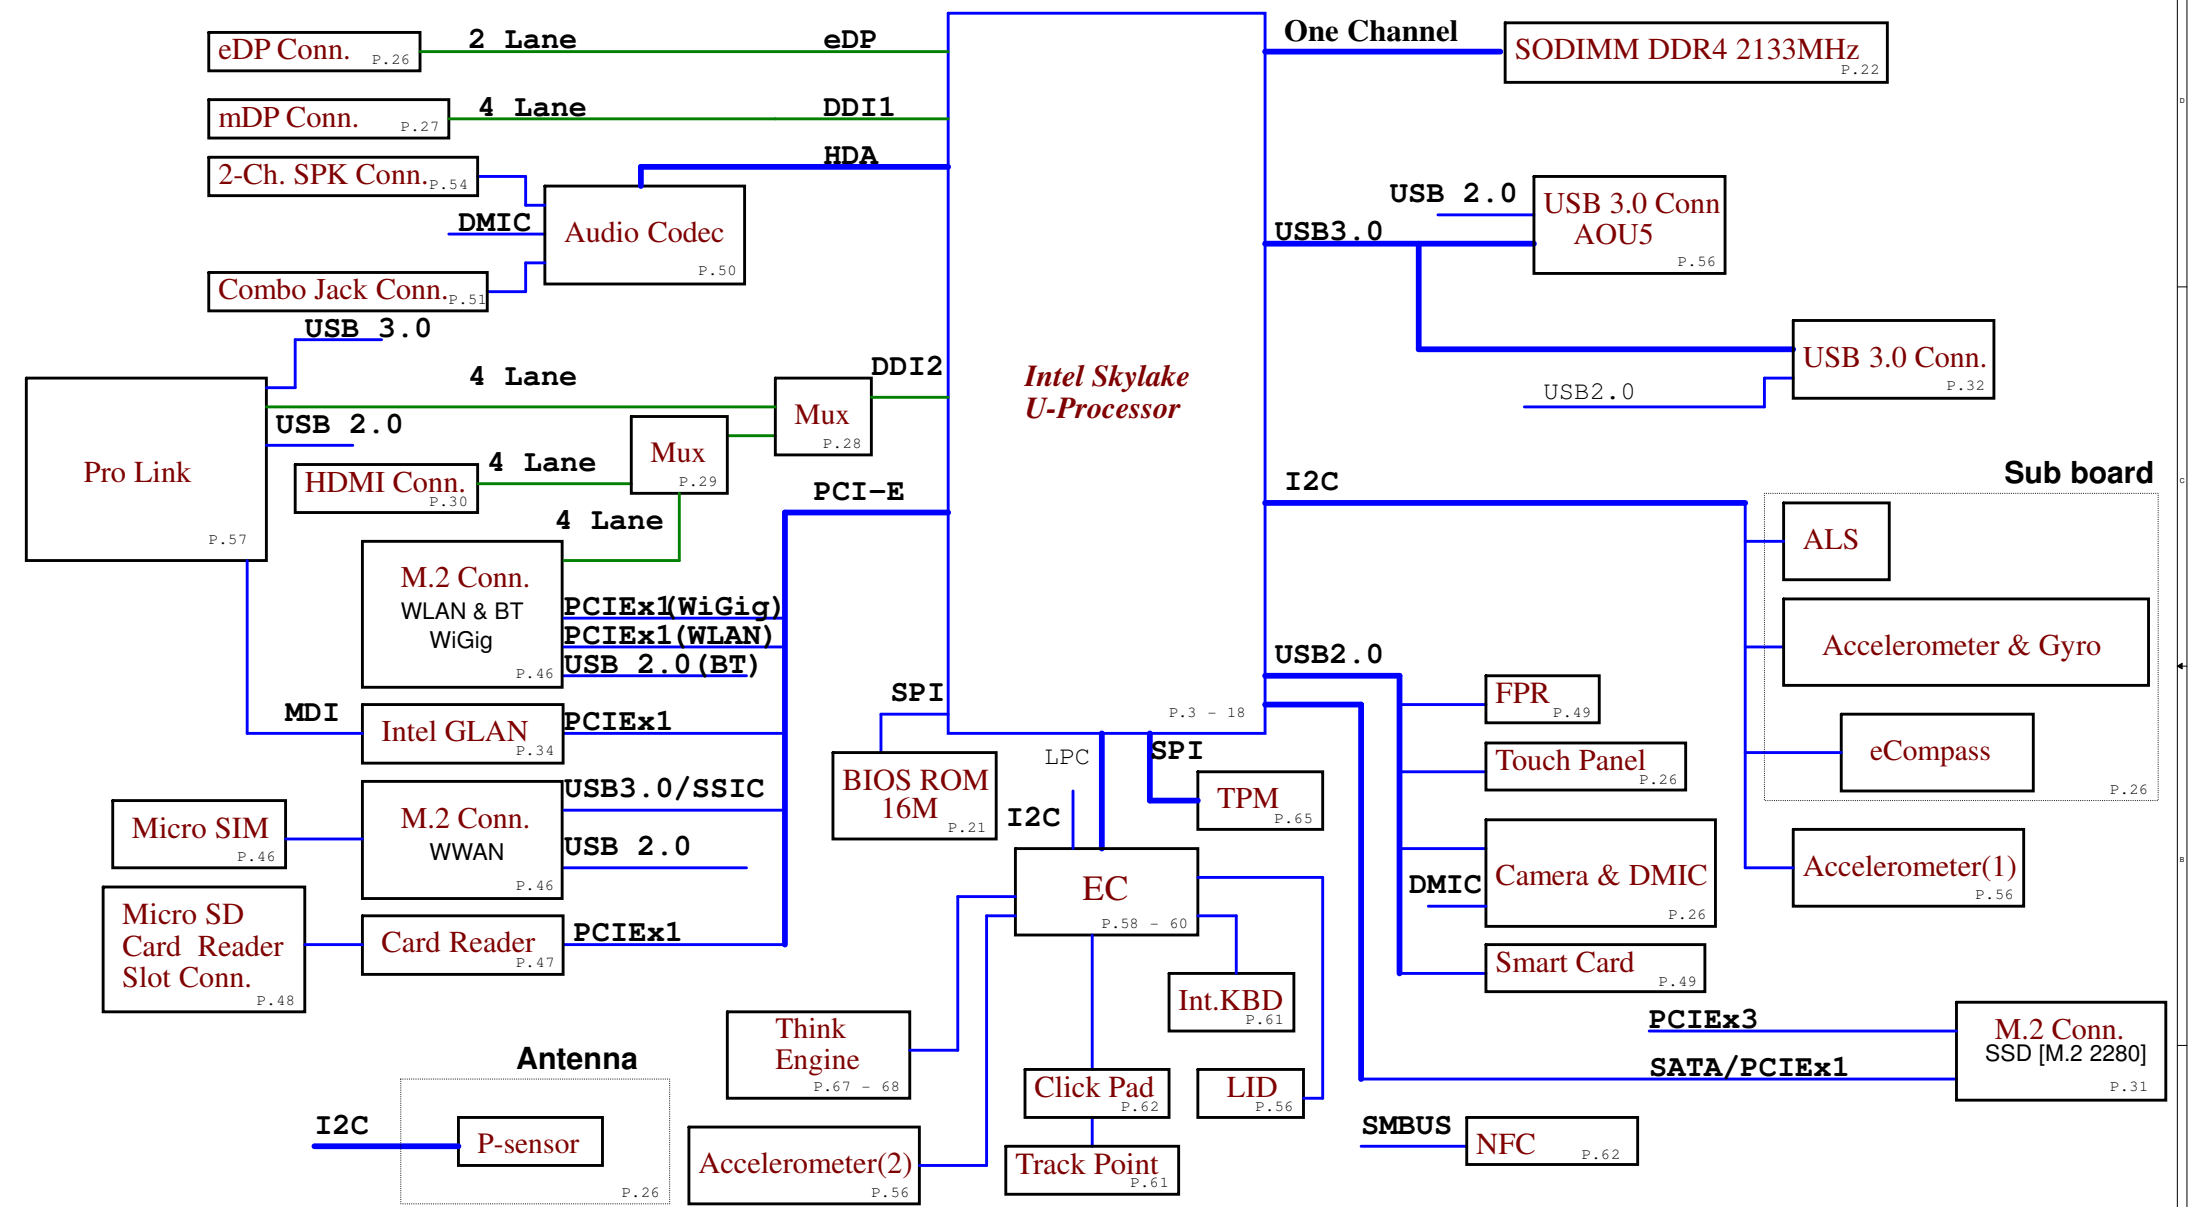 eDP Conn.
P.26
2 Lane
eDP
One Channel
SODIMM DDR4 2133MHz
P.22
mDP Conn.
P.27
4 Lane
DDI1
HDA
2-Ch. SPK Conn.
P.54
DMIC
Audio Codec
P.50
Combo Jack Conn.
P.51
USB 2.0
USB3.0
USB 3.0 Conn
AOU5
P.56
USB 3.0 Conn.
P.32
USB2.0
USB 3.0
4 Lane
DDI2
Mux
P.28
USB 2.0
Pro Link
P.57
HDMI Conn.
P.30
4 Lane
Mux
P.29
4 Lane
PCI-E
Intel Skylake
U-Processor
P.3 - 18
I2C
Sub board
ALS
Accelerometer & Gyro
eCompass
P.26
Accelerometer(1)
P.56
M.2 Conn.
WLAN & BT
WiGig
P.46
PCIEx1(WiGig)
PCIEx1(WLAN)
USB 2.0(BT)
MDI
Intel GLAN
P.34
PCIEx1
Micro SIM
P.46
M.2 Conn.
WWAN
P.46
USB3.0/SSIC
USB 2.0
Micro SD
Card Reader
Slot Conn.
P.48
Card Reader
P.47
PCIEx1
SPI
BIOS ROM
16M
P.21
LPC
I2C
SPI
TPM
P.65
EC
P.58 - 60
USB2.0
FPR
P.49
Touch Panel
P.26
DMIC
Camera & DMIC
P.26
Smart Card
P.49
Think
Engine
P.67 - 68
Int.KBD
P.61
Click Pad
P.62
LID
P.56
Track Point
P.61
Accelerometer(2)
P.56
Antenna
I2C
P-sensor
P.26
PCIEx3
SATA/PCIEx1
M.2 Conn.
SSD [M.2 2280]
P.31
SMBUS
NFC
P.62
D
C
B